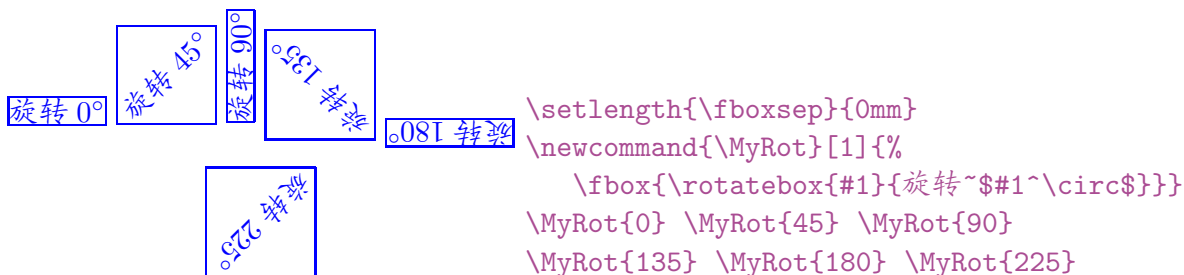 旋转 0° 旋转 45° 旋转 90° 旋转 135° 旋转 180°
旋转 225°
\setlength{\fboxsep}{0mm}
\newcommand{\MyRot}[1]{%
\fbox{\rotatebox{#1}{旋转~$#1^\circ$}}}
\MyRot{0} \MyRot{45} \MyRot{90}
\MyRot{135} \MyRot{180} \MyRot{225}